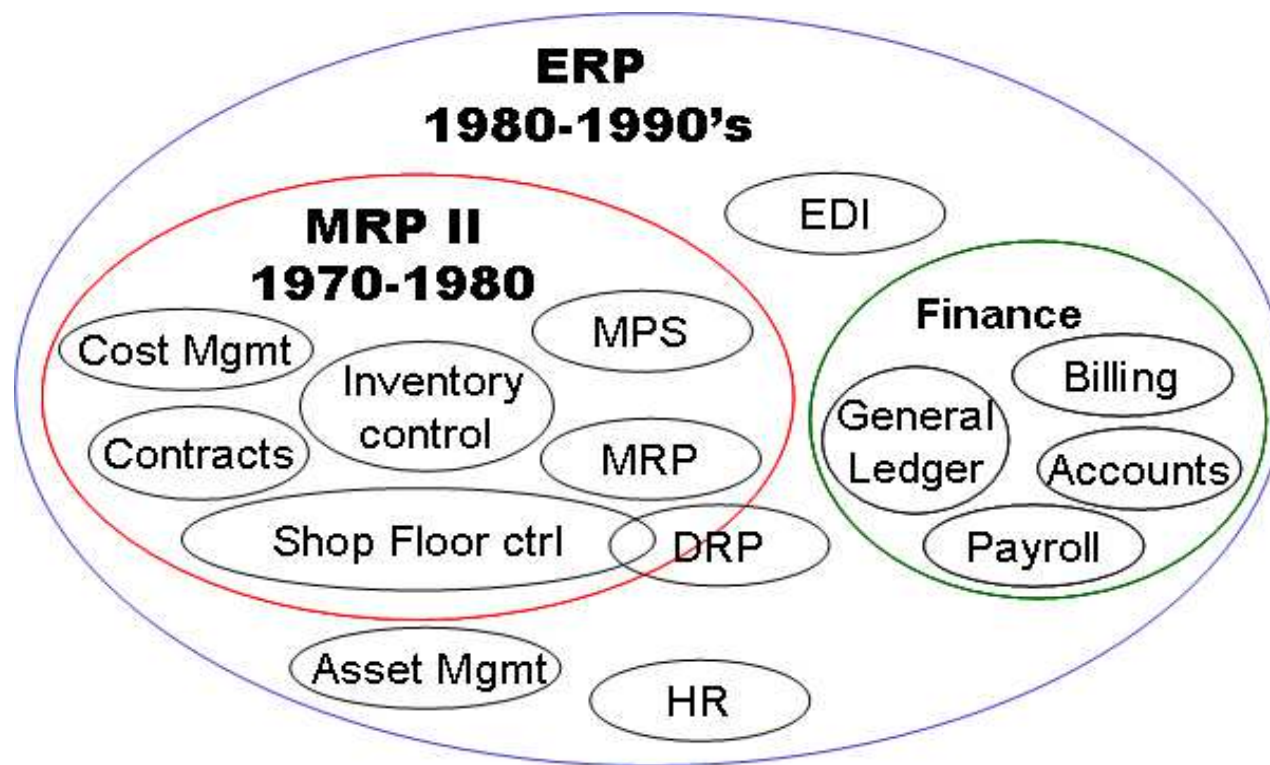 ERP
1980-1990's
EDI
MRP II
1970-1980
Cost Mgmt
Inventory
control
MPS
Contracts
MRP
Shop Floor ctrl
DRP
Finance
Billing
General
Ledger
Accounts
Payroll
Asset Mgmt
HR